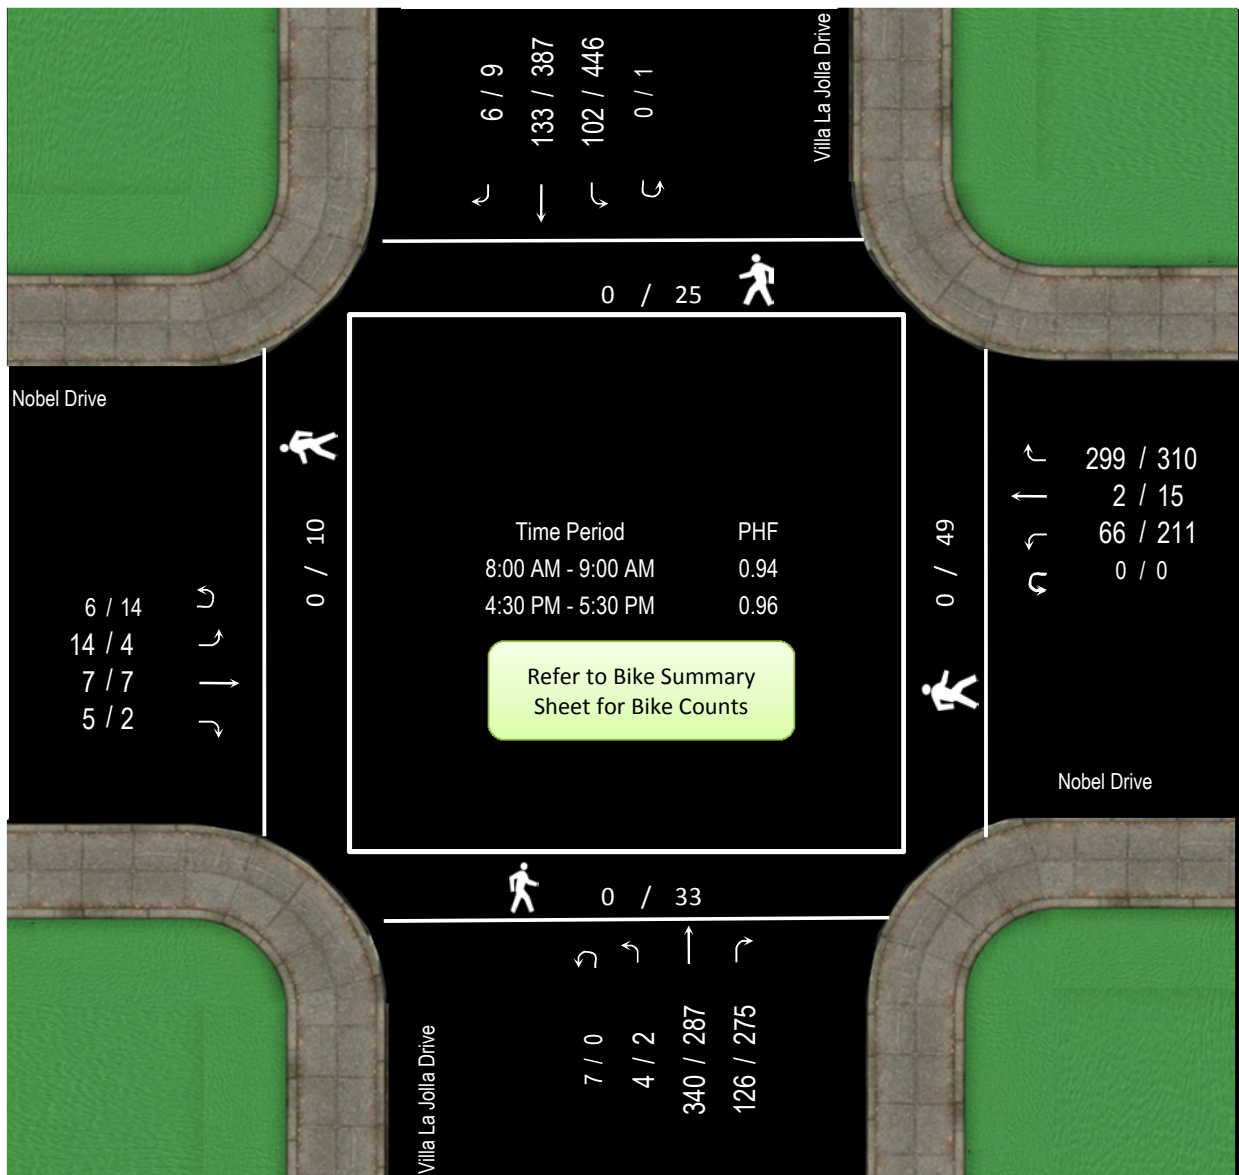 6 / 9
133 / 387
102 / 446
0 / 1
Villa La Jolla Drive
0 / 25
Nobel Drive
0 / 10
6 / 14
14 / 4
7 / 7
5 / 2
Time Period PHF
8:00 AM - 9:00 AM 0.94
4:30 PM - 5:30 PM 0.96
Refer to Bike Summary
Sheet for Bike Counts
0 / 49
299 / 310
2 / 15
66 / 211
0 / 0
Nobel Drive
0 / 33
Villa La Jolla Drive
7 / 0
4 / 2
340 / 287
126 / 275